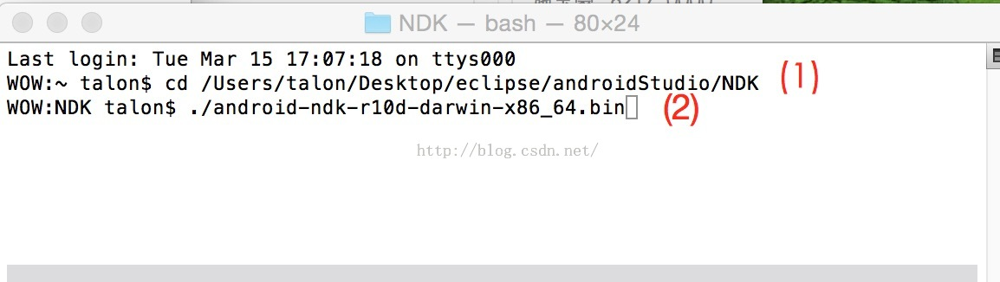 NDK — bash — 80×24
Last login: Tue Mar 15 17:07:18 on ttys000
WOW:~ talon$ cd /Users/talon/Desktop/eclipse/androidStudio/NDK (1)
WOW:NDK talon$ ./android-ndk-r10d-darwin-x86_64.bin (2)
http://blog.csdn.net/